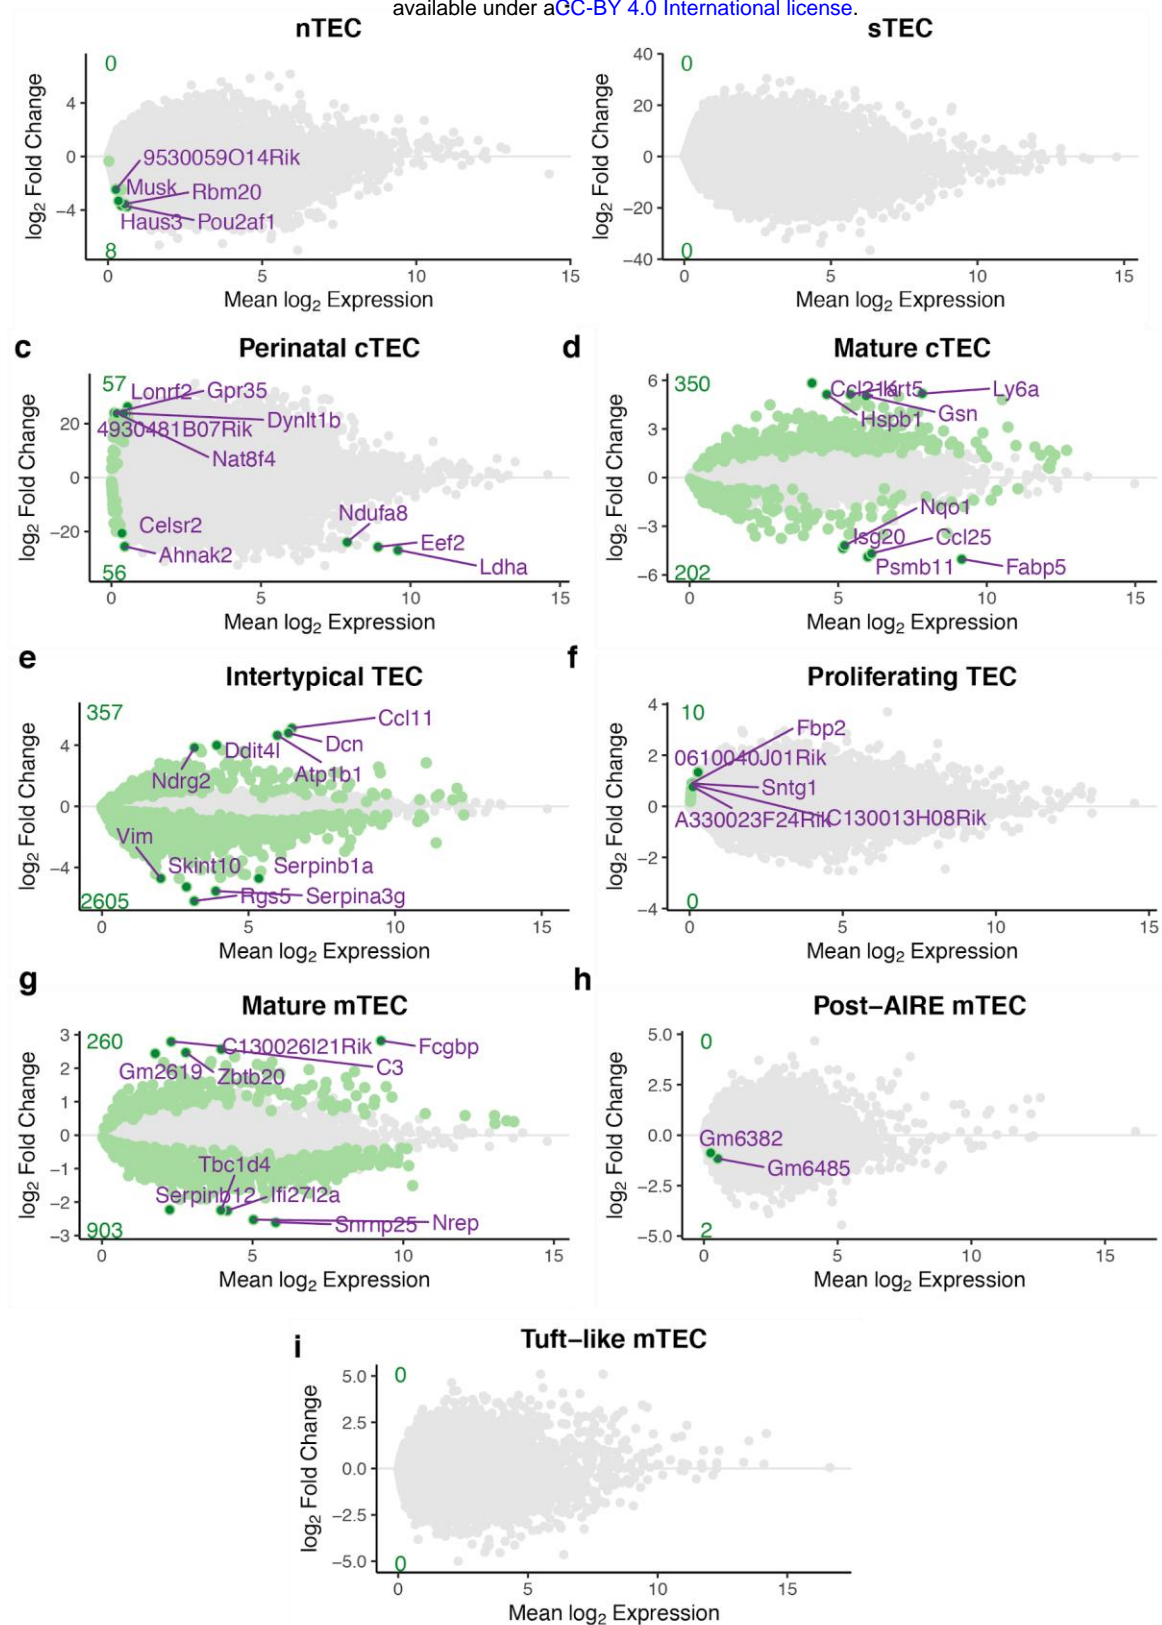 available under aCC-BY 4.0 International license.
nTEC
sTEC
log2 Fold Change
0
4
0
−4
8
9530059O14Rik
Musk
Rbm20
Haus3
Pou2af1
0 5 10 15
Mean log2 Expression
log2 Fold Change
0
40
20
0
−20
−40
0
0 5 10 15
Mean log2 Expression
c
Perinatal cTEC
log2 Fold Change
57
20
0
−20
56
Lonrf2
Gpr35
Dynlt1b
4930481B07Rik
Nat8f4
Celsr2
Ahnak2
Ndufa8
Eef2
Ldha
0 5 10 15
Mean log2 Expression
d
Mature cTEC
log2 Fold Change
350
6
3
0
−3
−6
202
Ccl21a
Krt5
Ly6a
Hspb1
Gsn
Nqo1
Isg20
Ccl25
Psmb11
Fabp5
0 5 10 15
Mean log2 Expression
e
Intertypical TEC
log2 Fold Change
357
4
0
−4
2605
Ccl11
Ddit4l
Dcn
Ndrg2
Atp1b1
Vim
Skint10
Serpinb1a
Rgs5
Serpina3g
0 5 10 15
Mean log2 Expression
f
Proliferating TEC
log2 Fold Change
10
4
2
0
−2
−4
0
Fbp2
0610040J01Rik
Sntg1
A330023F24Rik
C130013H08Rik
0 5 10 15
Mean log2 Expression
g
Mature mTEC
log2 Fold Change
260
3
2
1
0
−1
−2
−3
903
C130026I21Rik
Fcgbp
C3
Gm2619
Zbtb20
Tbc1d4
Serpinb12
Ifi27l2a
Snrnp25
Nrep
0 5 10 15
Mean log2 Expression
h
Post−AIRE mTEC
log2 Fold Change
0
5.0
2.5
0.0
−2.5
−5.0
2
Gm6382
Gm6485
0 5 10 15
Mean log2 Expression
i
Tuft−like mTEC
log2 Fold Change
0
5.0
2.5
0.0
−2.5
−5.0
0
0 5 10 15
Mean log2 Expression